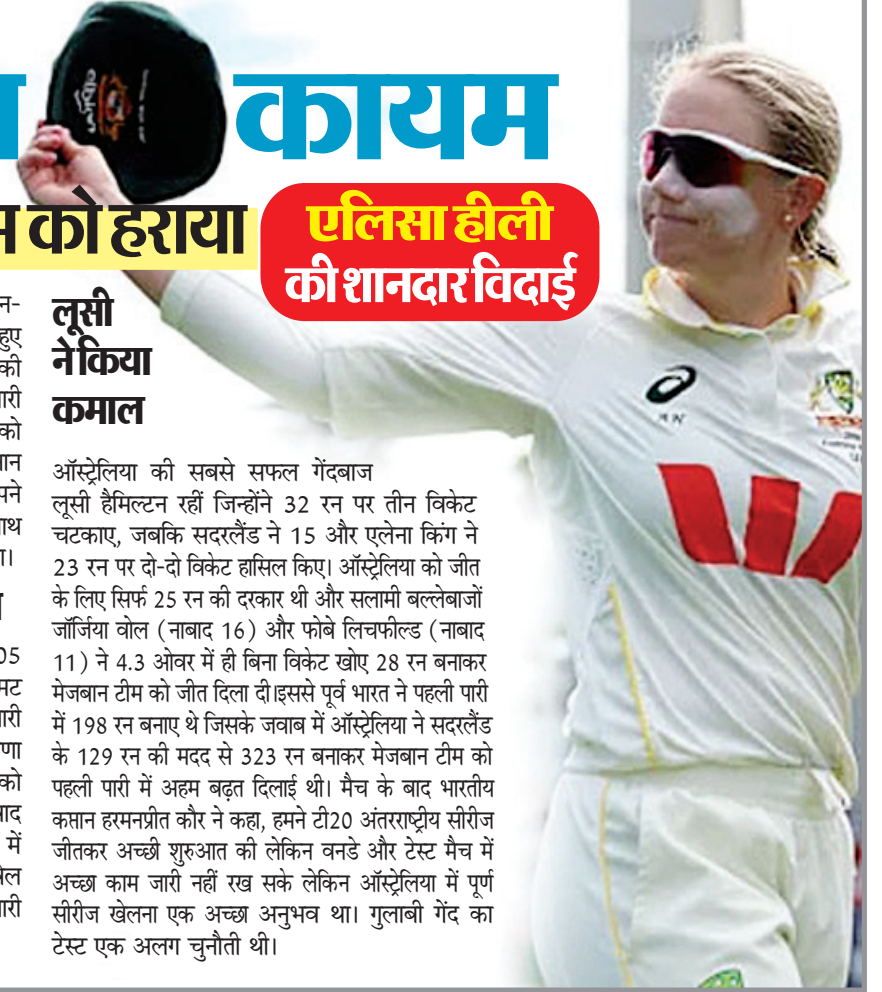 कायम
को हराया
एलिसा हीली
की शानदार विदाई
न-
हुए
की
ारी
को
ान
पने
ाथ
ा।
05
मट
ारी
णा
को
ाद
में
ेल
ारी
लूसी
ने किया
कमाल
ऑस्ट्रेलिया की सबसे सफल गेंदबाज
लूसी हैमिल्टन रहीं जिन्होंने 32 रन पर तीन विकेट
चटकाए, जबकि सदरलैंड ने 15 और एलेना किंग ने
23 रन पर दो-दो विकेट हासिल किए। ऑस्ट्रेलिया को जीत
के लिए सिर्फ 25 रन की दरकार थी और सलामी बल्लेबाजों
जॉर्जिया वोल (नाबाद 16) और फोबे लिचफील्ड (नाबाद
11) ने 4.3 ओवर में ही बिना विकेट खोए 28 रन बनाकर
मेजबान टीम को जीत दिला दी।इससे पूर्व भारत ने पहली पारी
में 198 रन बनाए थे जिसके जवाब में ऑस्ट्रेलिया ने सदरलैंड
के 129 रन की मदद से 323 रन बनाकर मेजबान टीम को
पहली पारी में अहम बढ़त दिलाई थी। मैच के बाद भारतीय
कप्तान हरमनप्रीत कौर ने कहा, हमने टी20 अंतरराष्ट्रीय सीरीज
जीतकर अच्छी शुरुआत की लेकिन वनडे और टेस्ट मैच में
अच्छा काम जारी नहीं रख सके लेकिन ऑस्ट्रेलिया में पूर्ण
सीरीज खेलना एक अच्छा अनुभव था। गुलाबी गेंद का
टेस्ट एक अलग चुनौती थी।